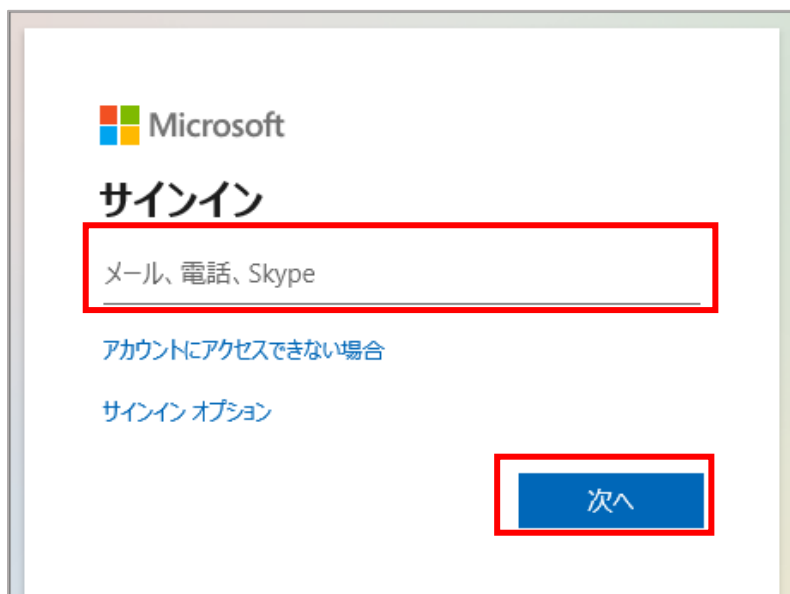 Microsoft
サインイン
メール、電話、Skype
アカウントにアクセスできない場合
サインイン オプション
次へ